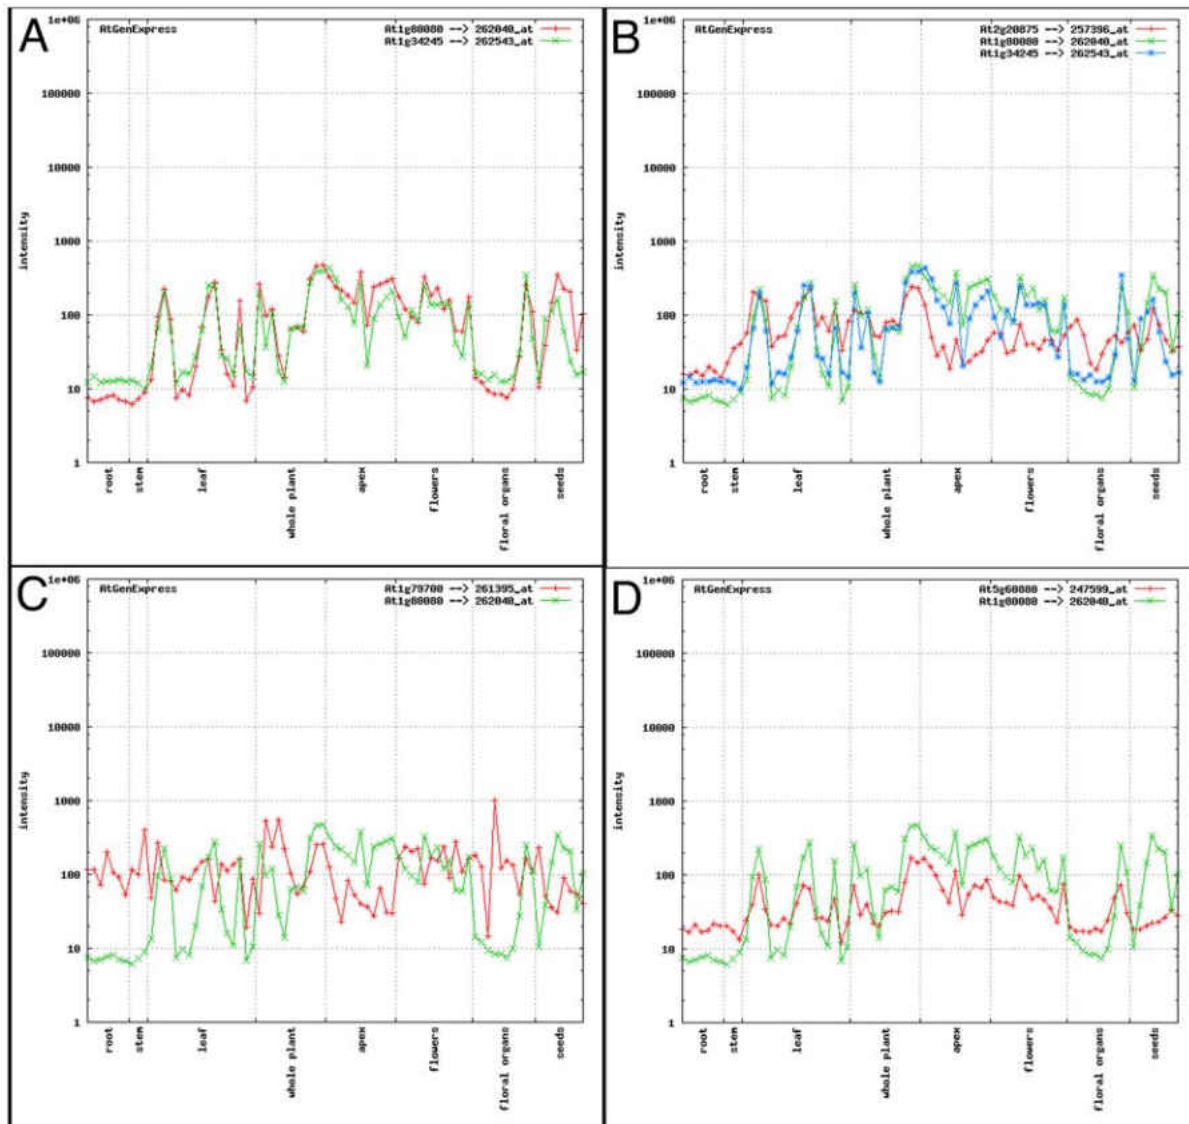 A
AtGenExpress
At1g80080 --> 262040_at
At1g34245 --> 262543_at
1e+06
100000
10000
1000
100
10
1
intensity
root
stem
leaf
whole plant
apex
flowers
floral organs
seeds
B
AtGenExpress
At2g20875 --> 257396_at
At1g80080 --> 262040_at
At1g34245 --> 262543_at
1e+06
100000
10000
1000
100
10
1
intensity
root
stem
leaf
whole plant
apex
flowers
floral organs
seeds
C
AtGenExpress
At1g79700 --> 261395_at
At1g80080 --> 262040_at
1e+06
100000
10000
1000
100
10
1
intensity
root
stem
leaf
whole plant
apex
flowers
floral organs
seeds
D
AtGenExpress
At5g60880 --> 247599_at
At1g80080 --> 262040_at
1e+06
100000
10000
1000
100
10
1
intensity
root
stem
leaf
whole plant
apex
flowers
floral organs
seeds